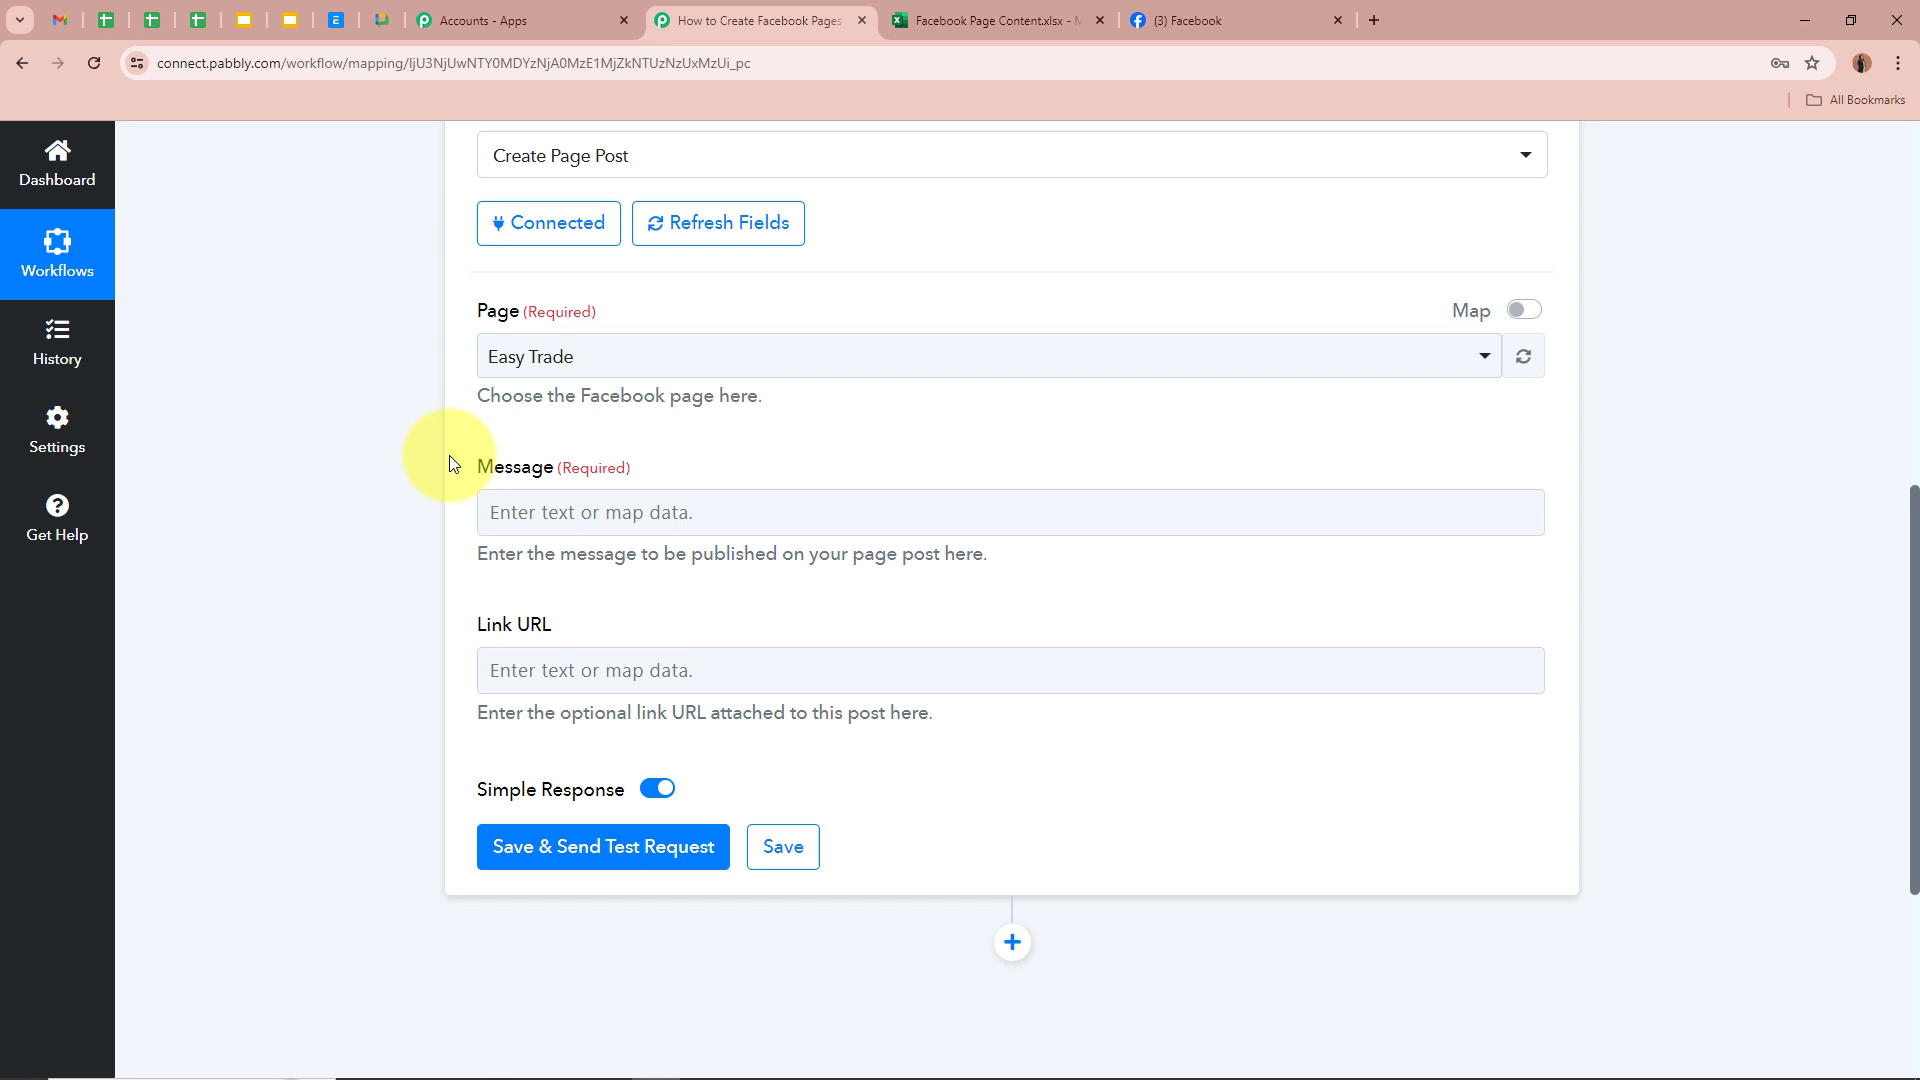 Accounts - Apps
How to Create Facebook Pages
Facebook Page Content.xlsx - M
(3) Facebook
connect.pabbly.com/workflow/mapping/IjU3NjUwNTY0MDYzNjA0MzE1MjZkNTUzNzUxMzUi_pc
All Bookmarks
Dashboard
Workflows
History
Settings
Get Help
Create Page Post
Connected
Refresh Fields
Page (Required)
Map
Easy Trade
Choose the Facebook page here.
Message (Required)
Enter text or map data.
Enter the message to be published on your page post here.
Link URL
Enter text or map data.
Enter the optional link URL attached to this post here.
Simple Response
Save & Send Test Request
Save